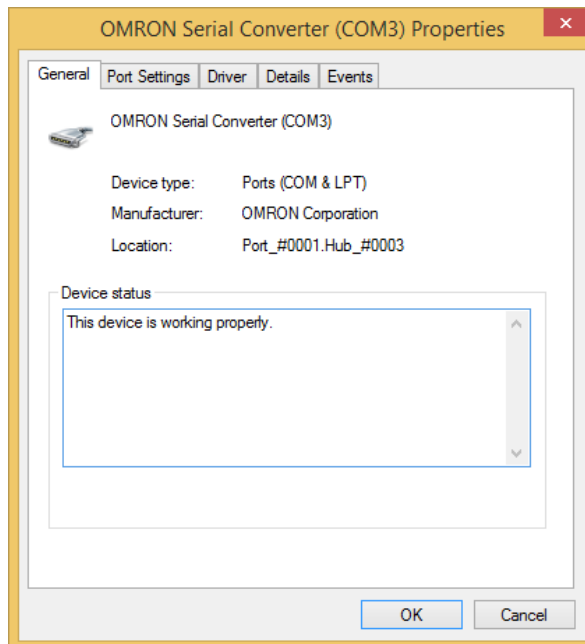 OMRON Serial Converter (COM3) Properties
General Port Settings Driver Details Events
OMRON Serial Converter (COM3)
Device type: Ports (COM & LPT)
Manufacturer: OMRON Corporation
Location: Port_#0001.Hub_#0003
Device status
This device is working properly.
OK Cancel